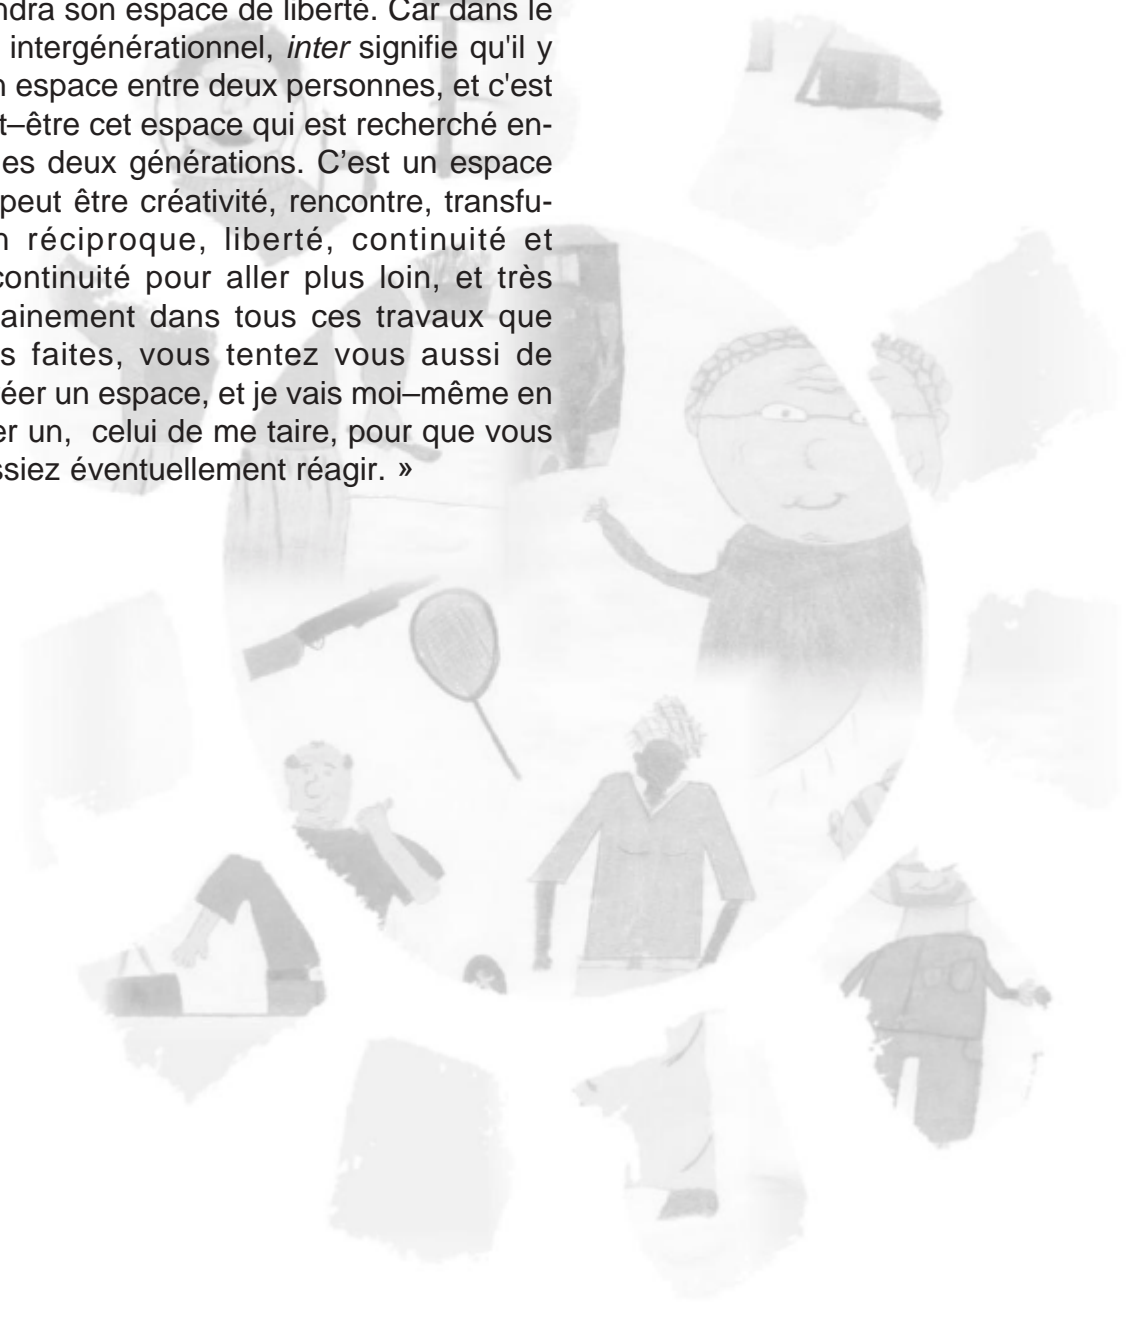 ndra son espace de liberté. Car dans le
intergénérationnel, inter signifie qu'il y
n espace entre deux personnes, et c'est
t–être cet espace qui est recherché en-
es deux générations. C’est un espace
peut être créativité, rencontre, transfu-
n réciproque, liberté, continuité et
continuité pour aller plus loin, et très
ainement dans tous ces travaux que
s faites, vous tentez vous aussi de
éer un espace, et je vais moi–même en
er un, celui de me taire, pour que vous
ssiez éventuellement réagir. »